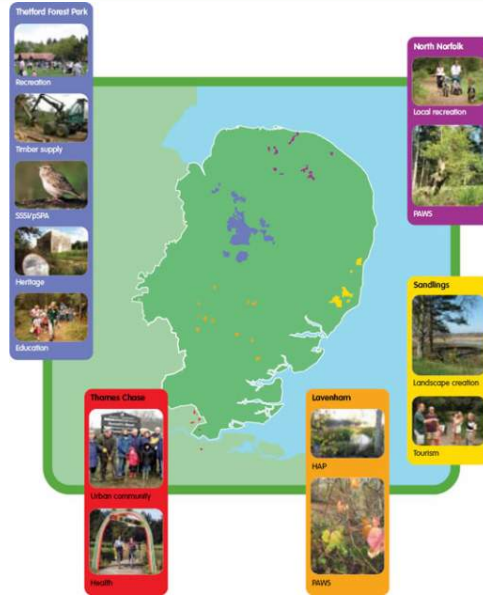 Thetford Forest Park
Recreation
Timber supply
SSSI/pSPA
Heritage
Education
North Norfolk
Local recreation
PAWS
Sandlings
Landscape creation
Tourism
Thames Chase
Urban community
Health
Lavenham
HAP
PAWS